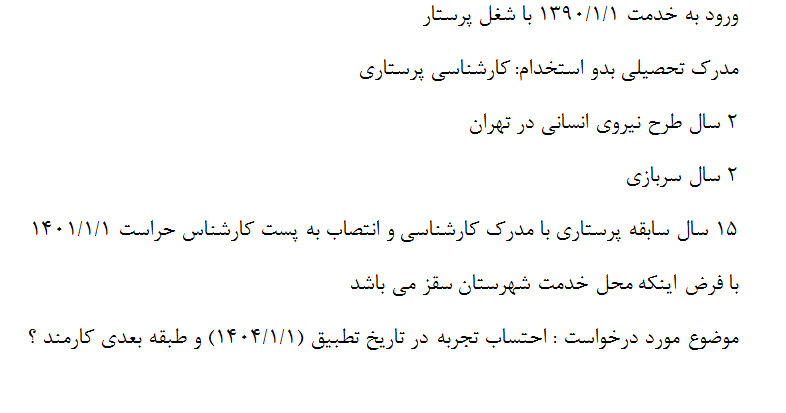 ورود به خدمت ۱۳۹۰/۱/۱ با شغل پرستار
مدرک تحصیلی بدو استخدام: کارشناسی پرستاری
۲ سال طرح نیروی انسانی در تهران
۲ سال سربازی
۱۵ سال سابقه پرستاری با مدرک کارشناسی و انتصاب به پست کارشناس حراست ۱۴۰۱/۱/۱
با فرض اینکه محل خدمت شهرستان سقز می باشد
موضوع مورد درخواست : احتساب تجربه در تاریخ تطبیق (۱۴۰۴/۱/۱) و طبقه بعدی کارمند ؟